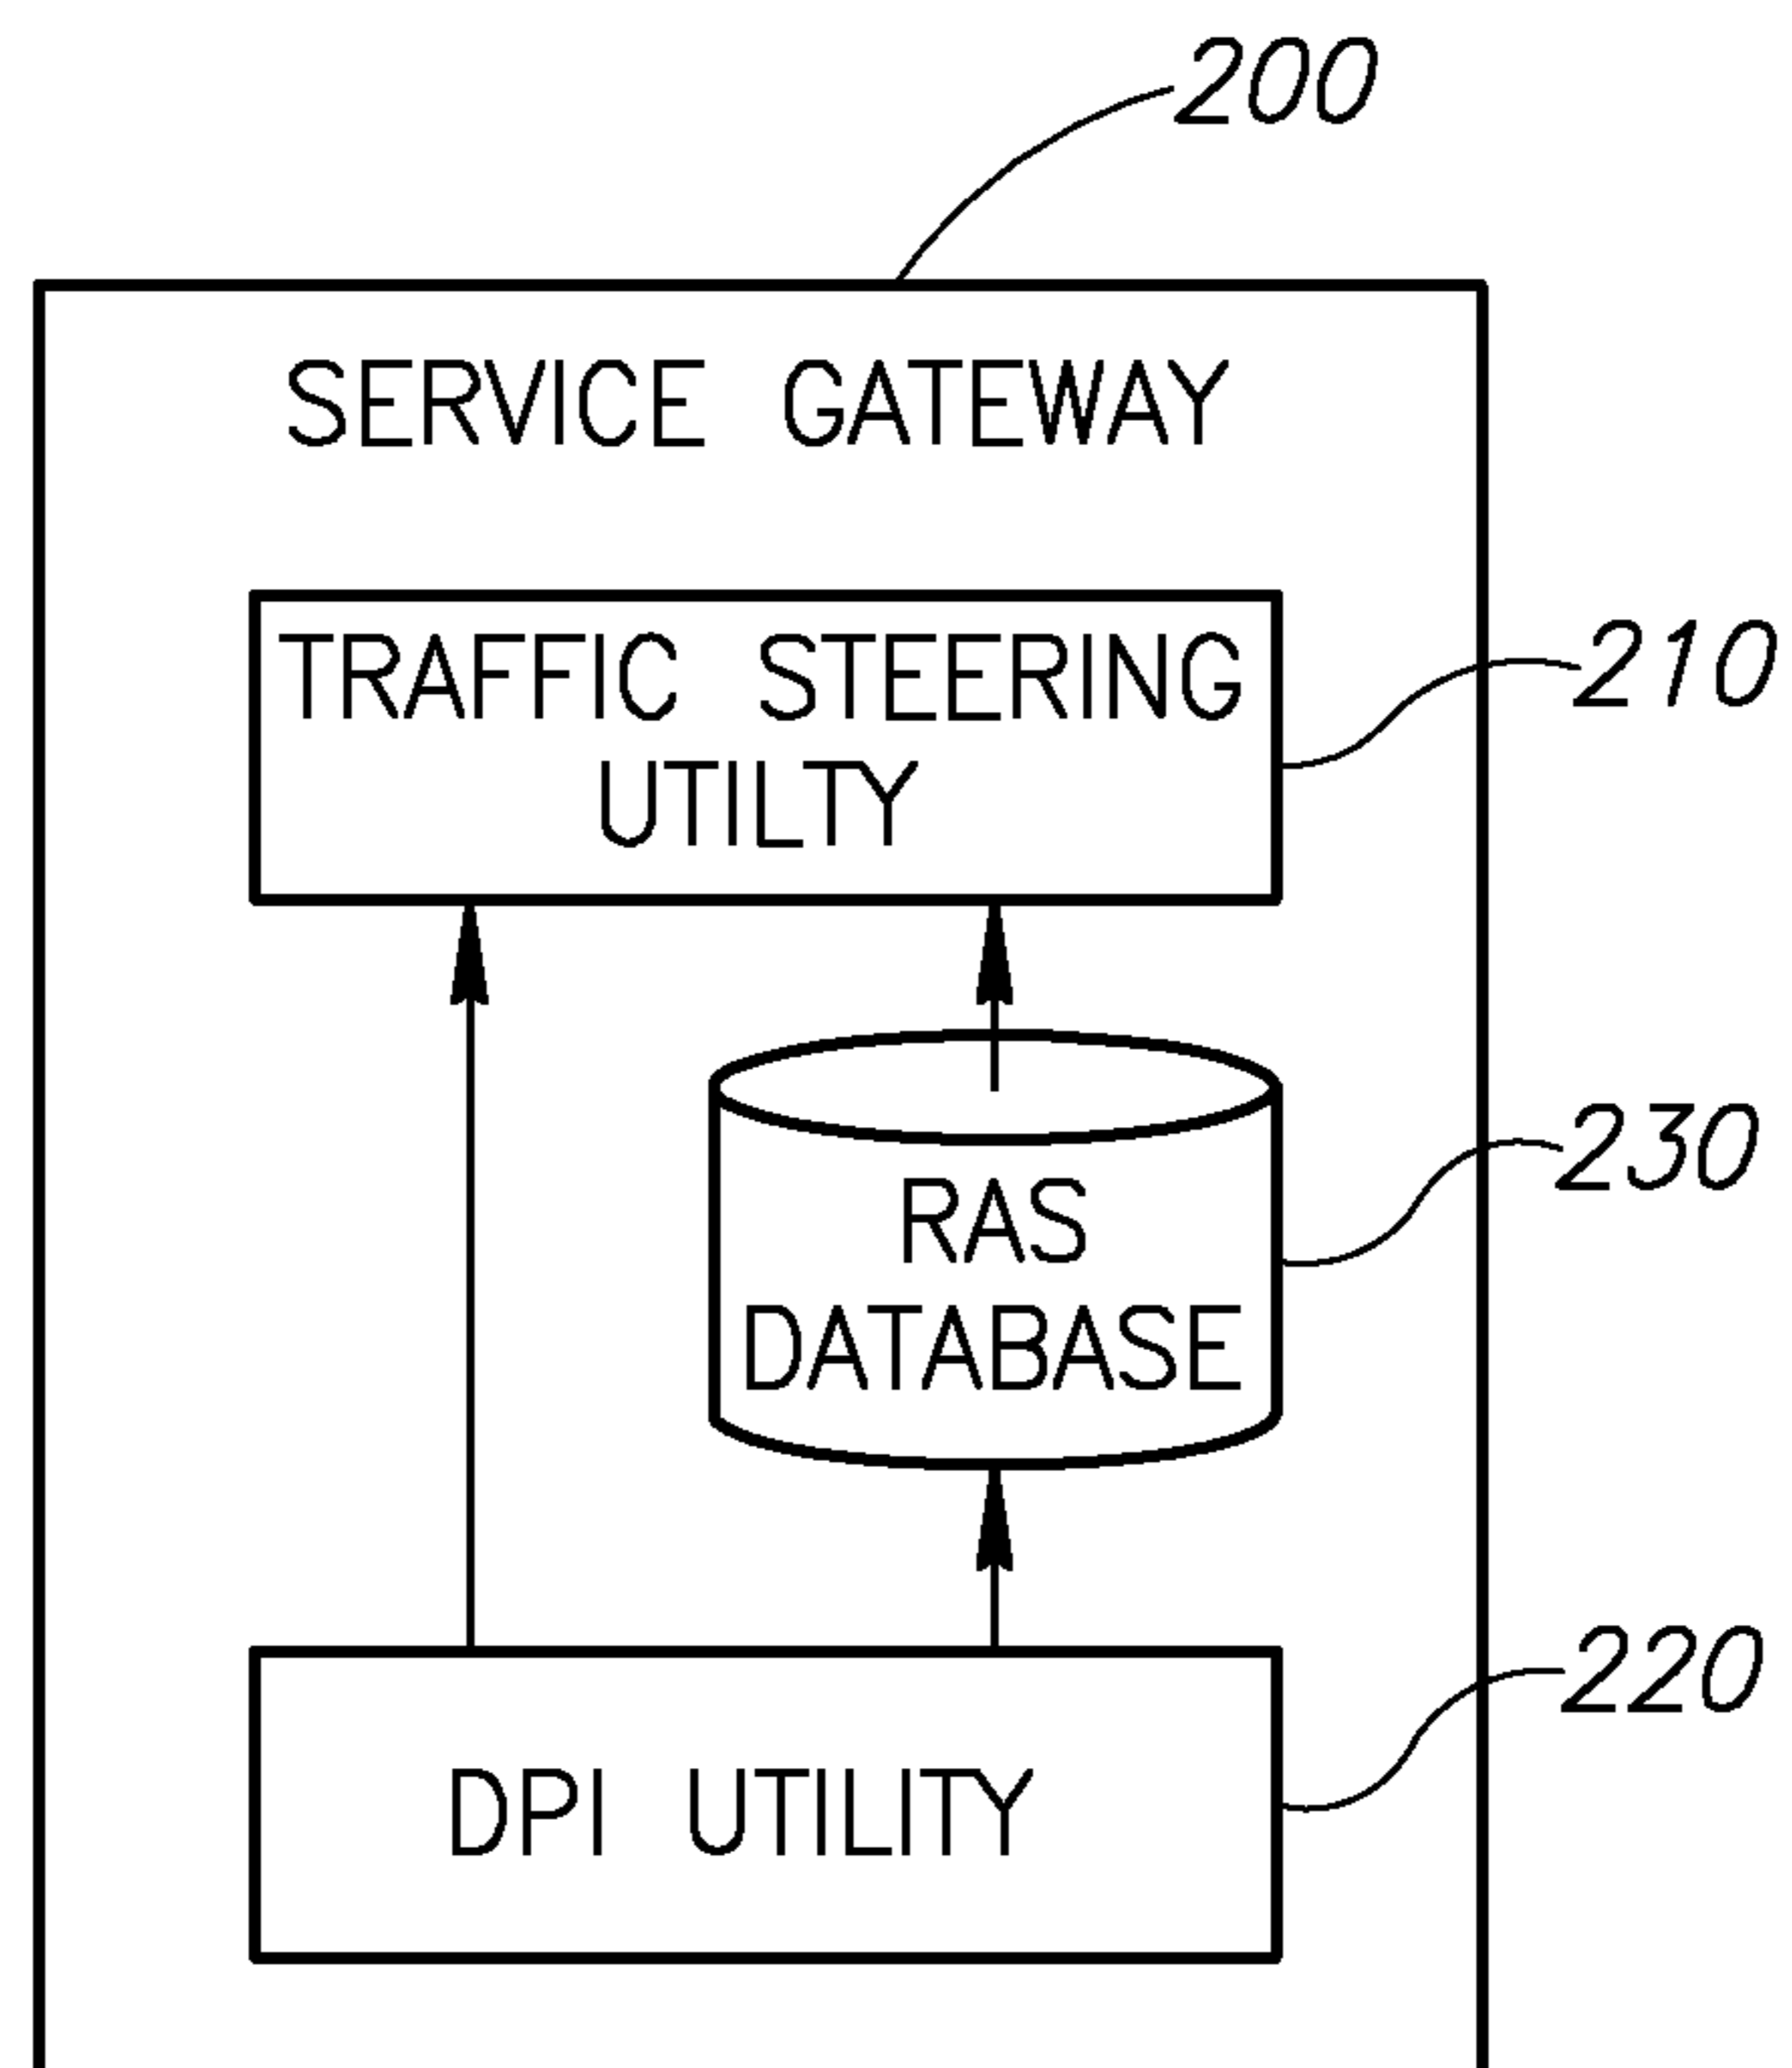 200
SERVICE GATEWAY
TRAFFIC STEERING
UTILTY
210
RAS
DATABASE
230
DPI UTILITY
220